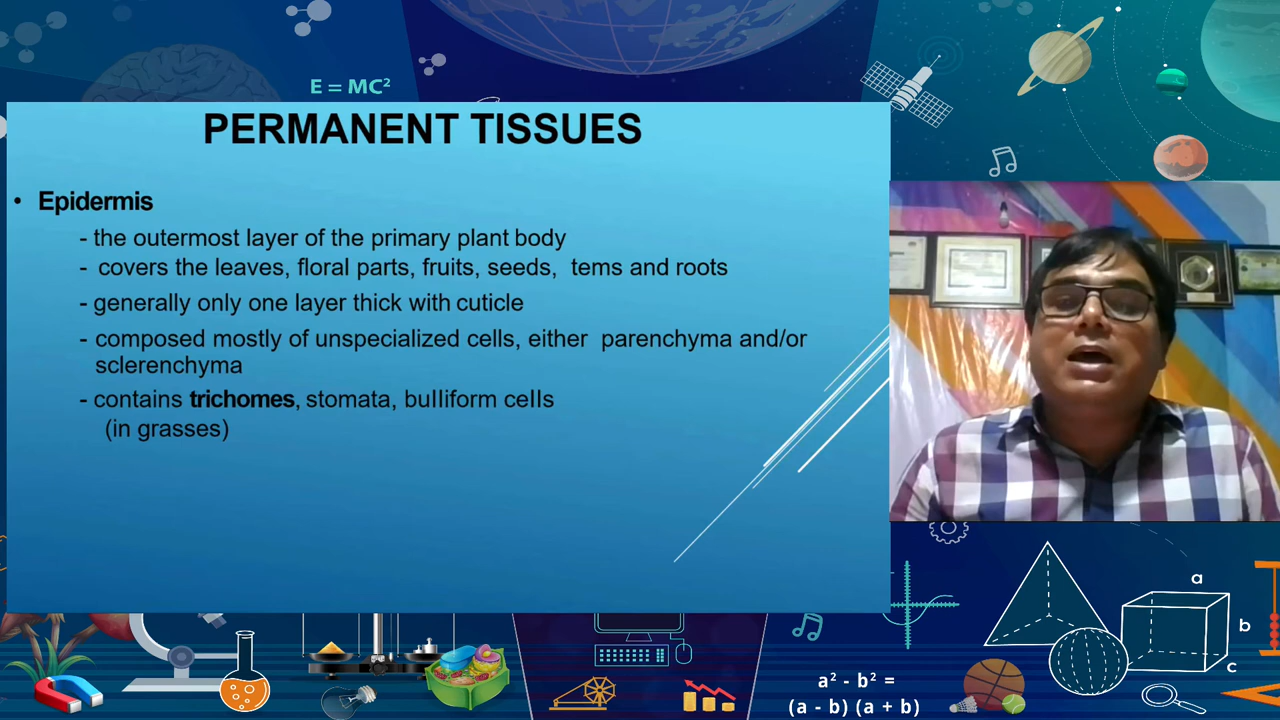 E = MC²
PERMANENT TISSUES
• Epidermis
- the outermost layer of the primary plant body
- covers the leaves, floral parts, fruits, seeds, tems and roots
- generally only one layer thick with cuticle
- composed mostly of unspecialized cells, either parenchyma and/or
sclerenchyma
- contains trichomes, stomata, bulliform cells
(in grasses)
a
b
c
a² - b² =
(a - b) (a + b)